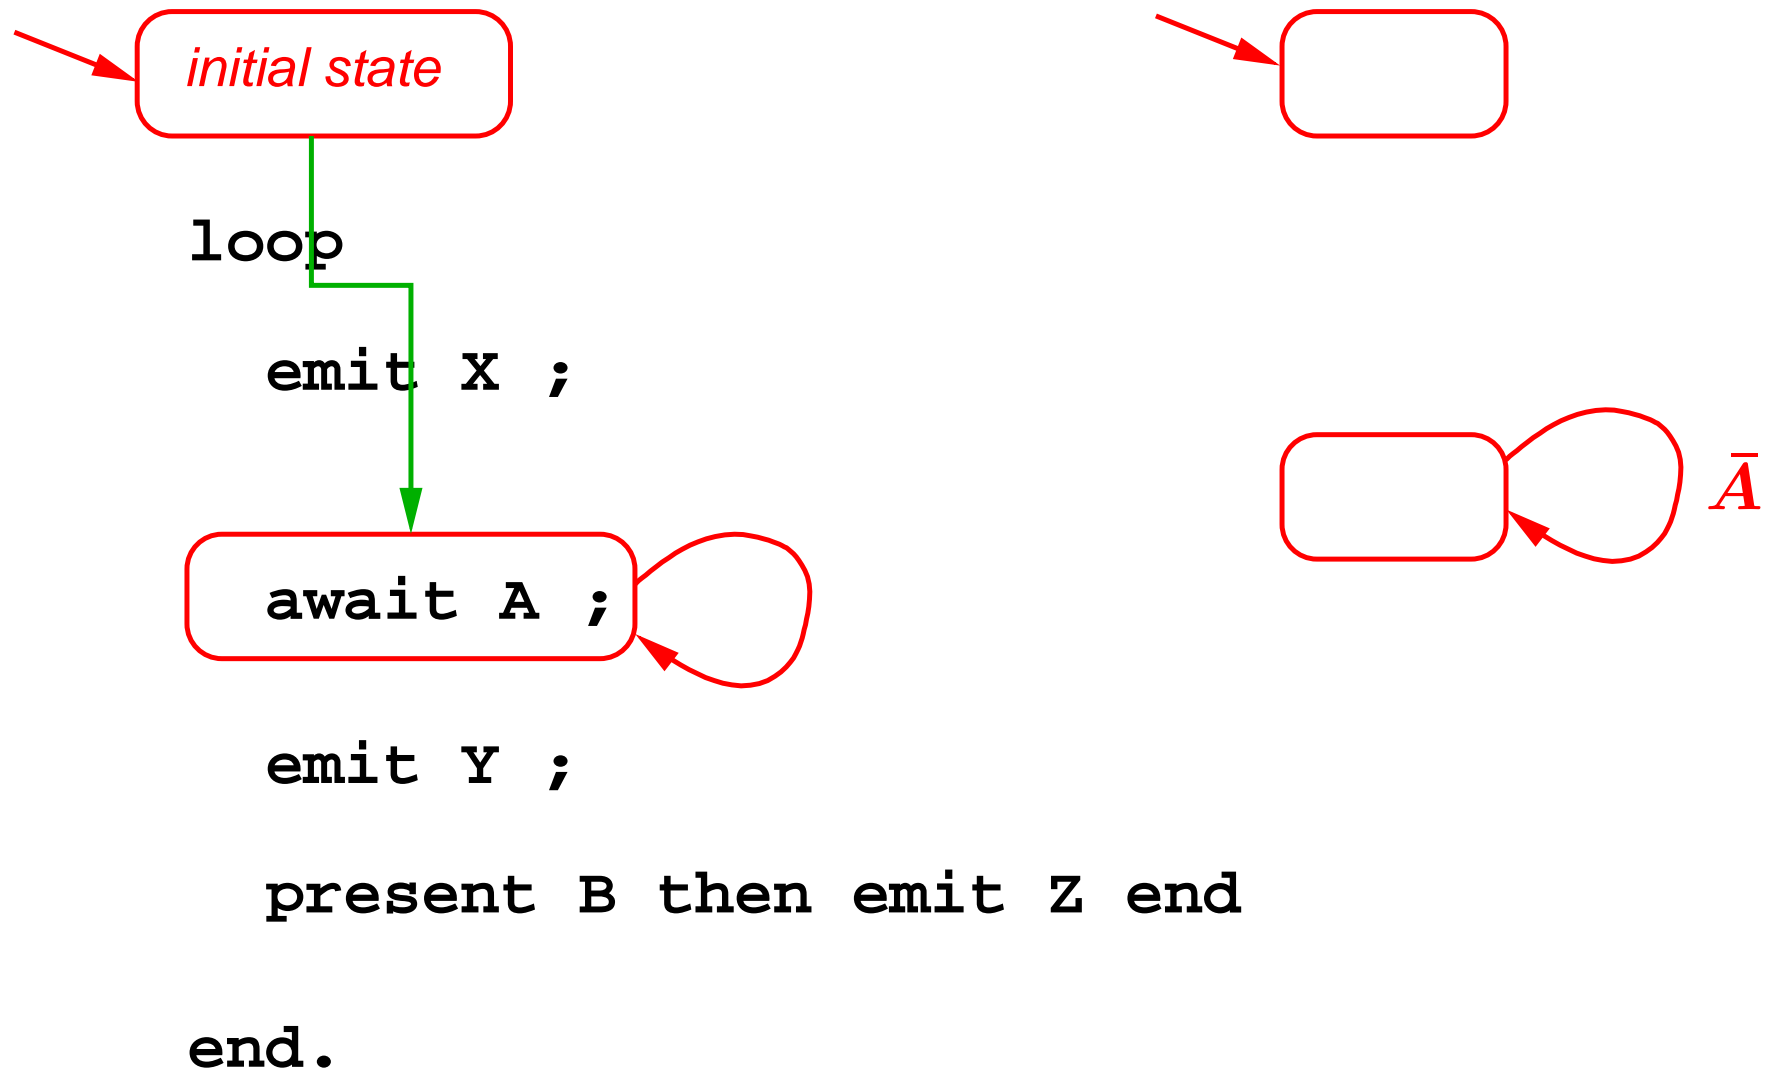 initial state
loop
emit X ;
Ā
await A ;
emit Y ;
present B then emit Z end
end.